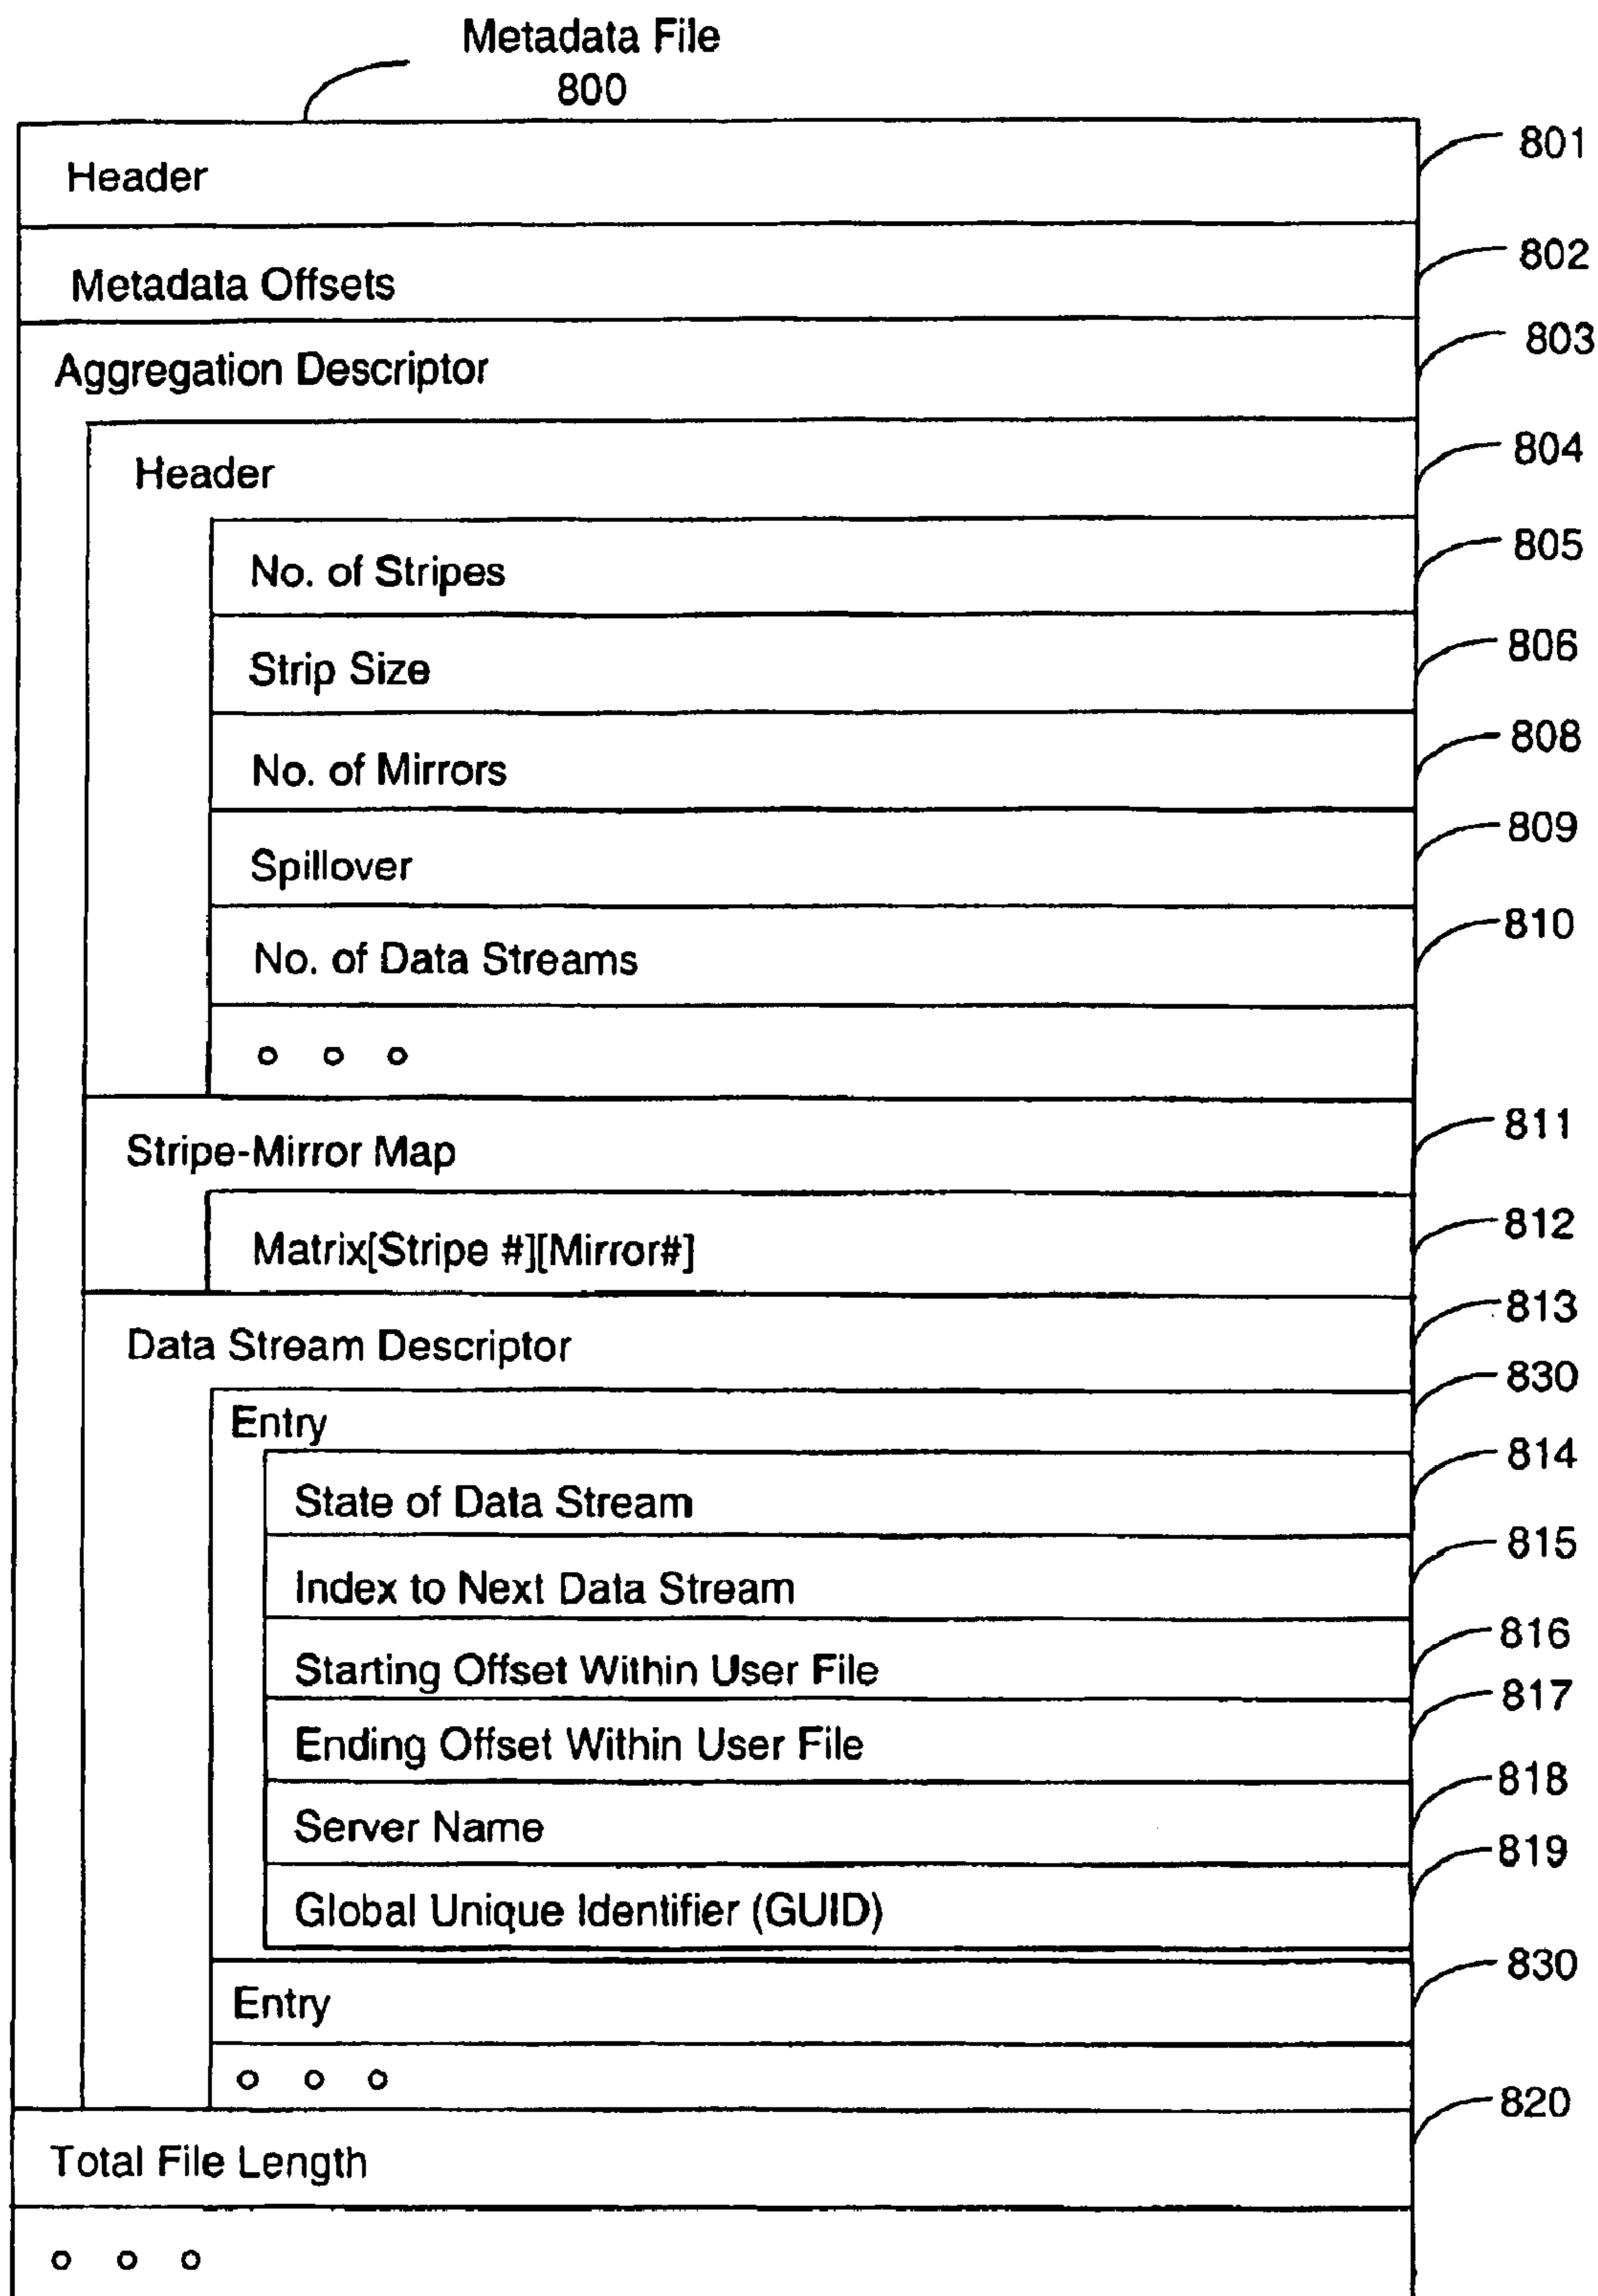 Metadata File
800
Header 801
Metadata Offsets 802
Aggregation Descriptor 803
Header 804
No. of Stripes 805
Strip Size 806
No. of Mirrors 808
Spillover 809
No. of Data Streams 810
o o o
Stripe-Mirror Map 811
Matrix[Stripe #][Mirror#] 812
Data Stream Descriptor 813
Entry 830
State of Data Stream 814
Index to Next Data Stream 815
Starting Offset Within User File 816
Ending Offset Within User File 817
Server Name 818
Global Unique Identifier (GUID) 819
Entry 830
o o o
Total File Length 820
o o o